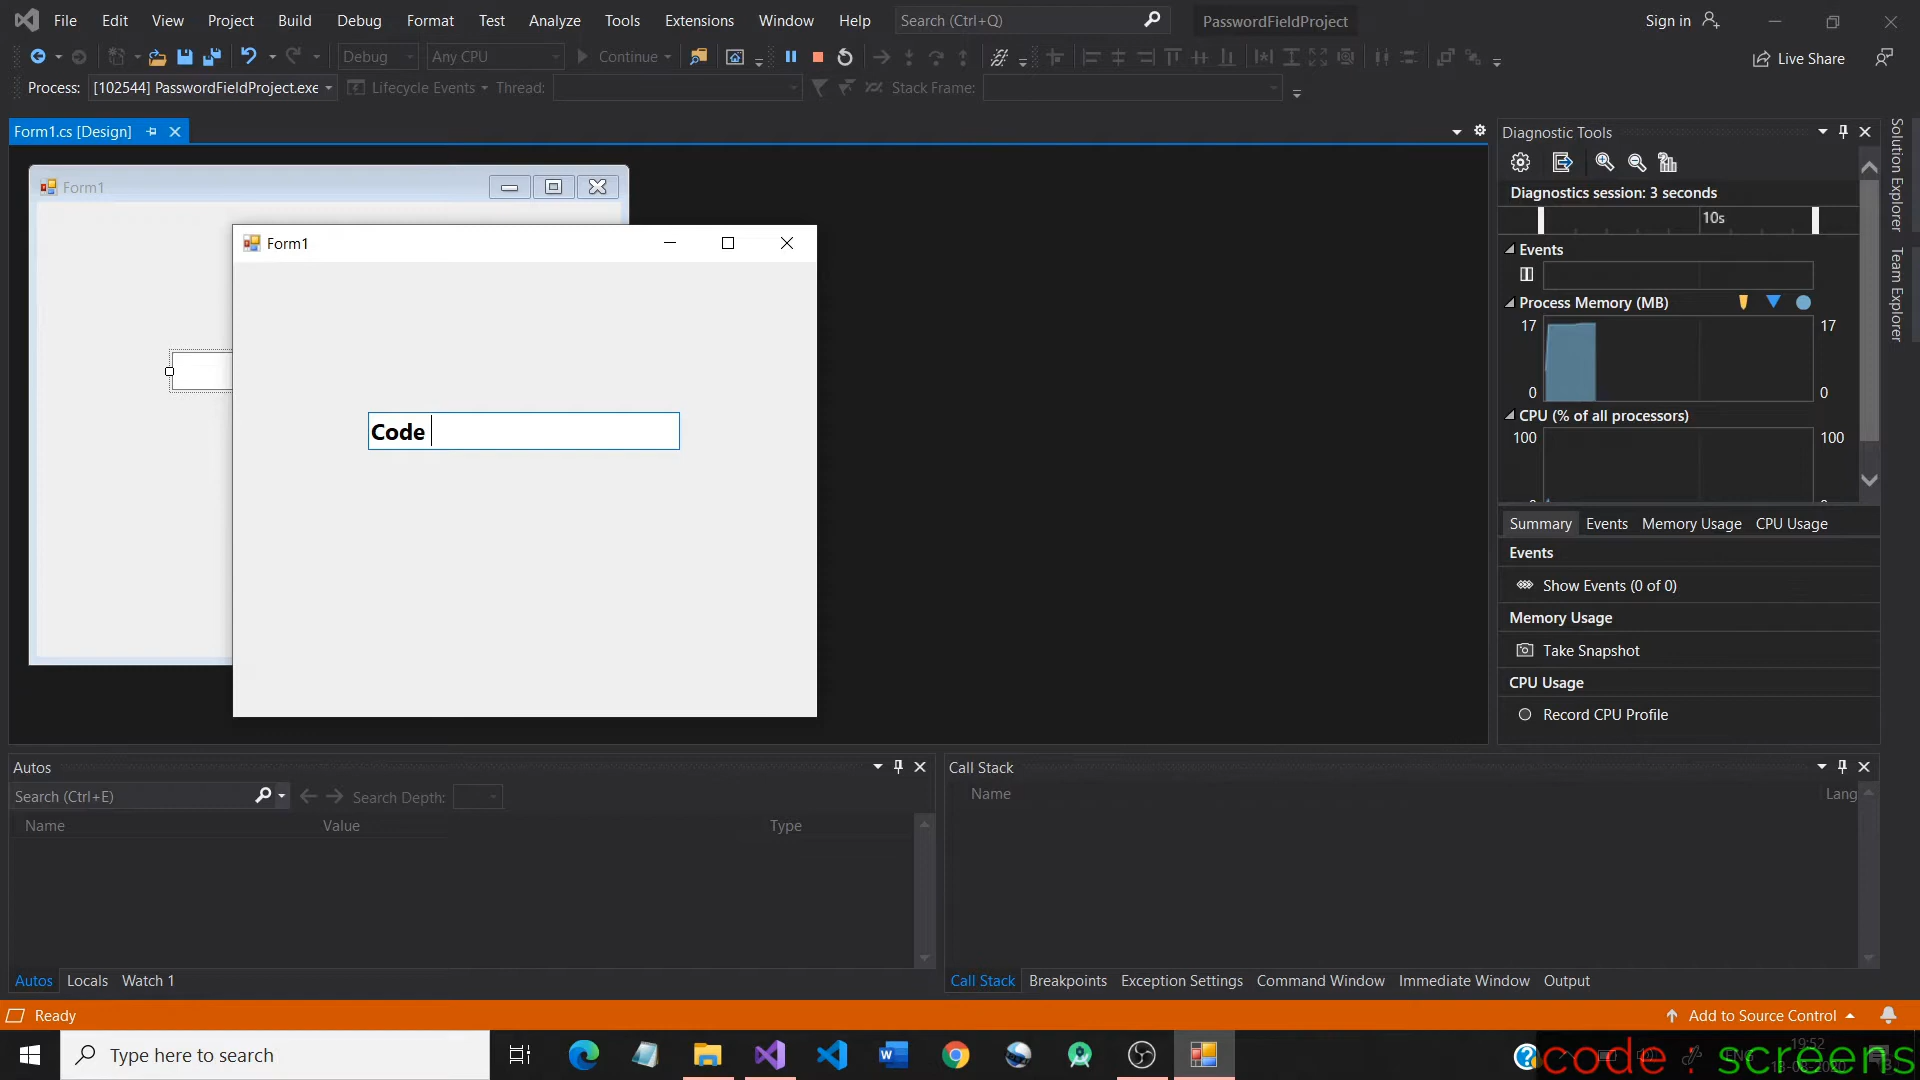 File Edit View Project Build Debug Format Test Analyze Tools Extensions Window Help Search (Ctrl+Q) PasswordFieldProject Sign in
Debug Any CPU Continue Live Share
Process: [102544] PasswordFieldProject.exe Lifecycle Events Thread: Stack Frame:
Form1.cs [Design]
Form1
Form1
Code
Diagnostic Tools
Diagnostics session: 3 seconds
10s
Events
Process Memory (MB)
17 17
0 0
CPU (% of all processors)
100 100
Summary Events Memory Usage CPU Usage
Events
Show Events (0 of 0)
Memory Usage
Take Snapshot
CPU Usage
Record CPU Profile
Solution Explorer
Team Explorer
Autos
Search (Ctrl+E) Search Depth:
Name Value Type
Autos Locals Watch 1
Call Stack
Name Lang
Call Stack Breakpoints Exception Settings Command Window Immediate Window Output
Ready Add to Source Control
Type here to search
ENG 19:52
code : screens